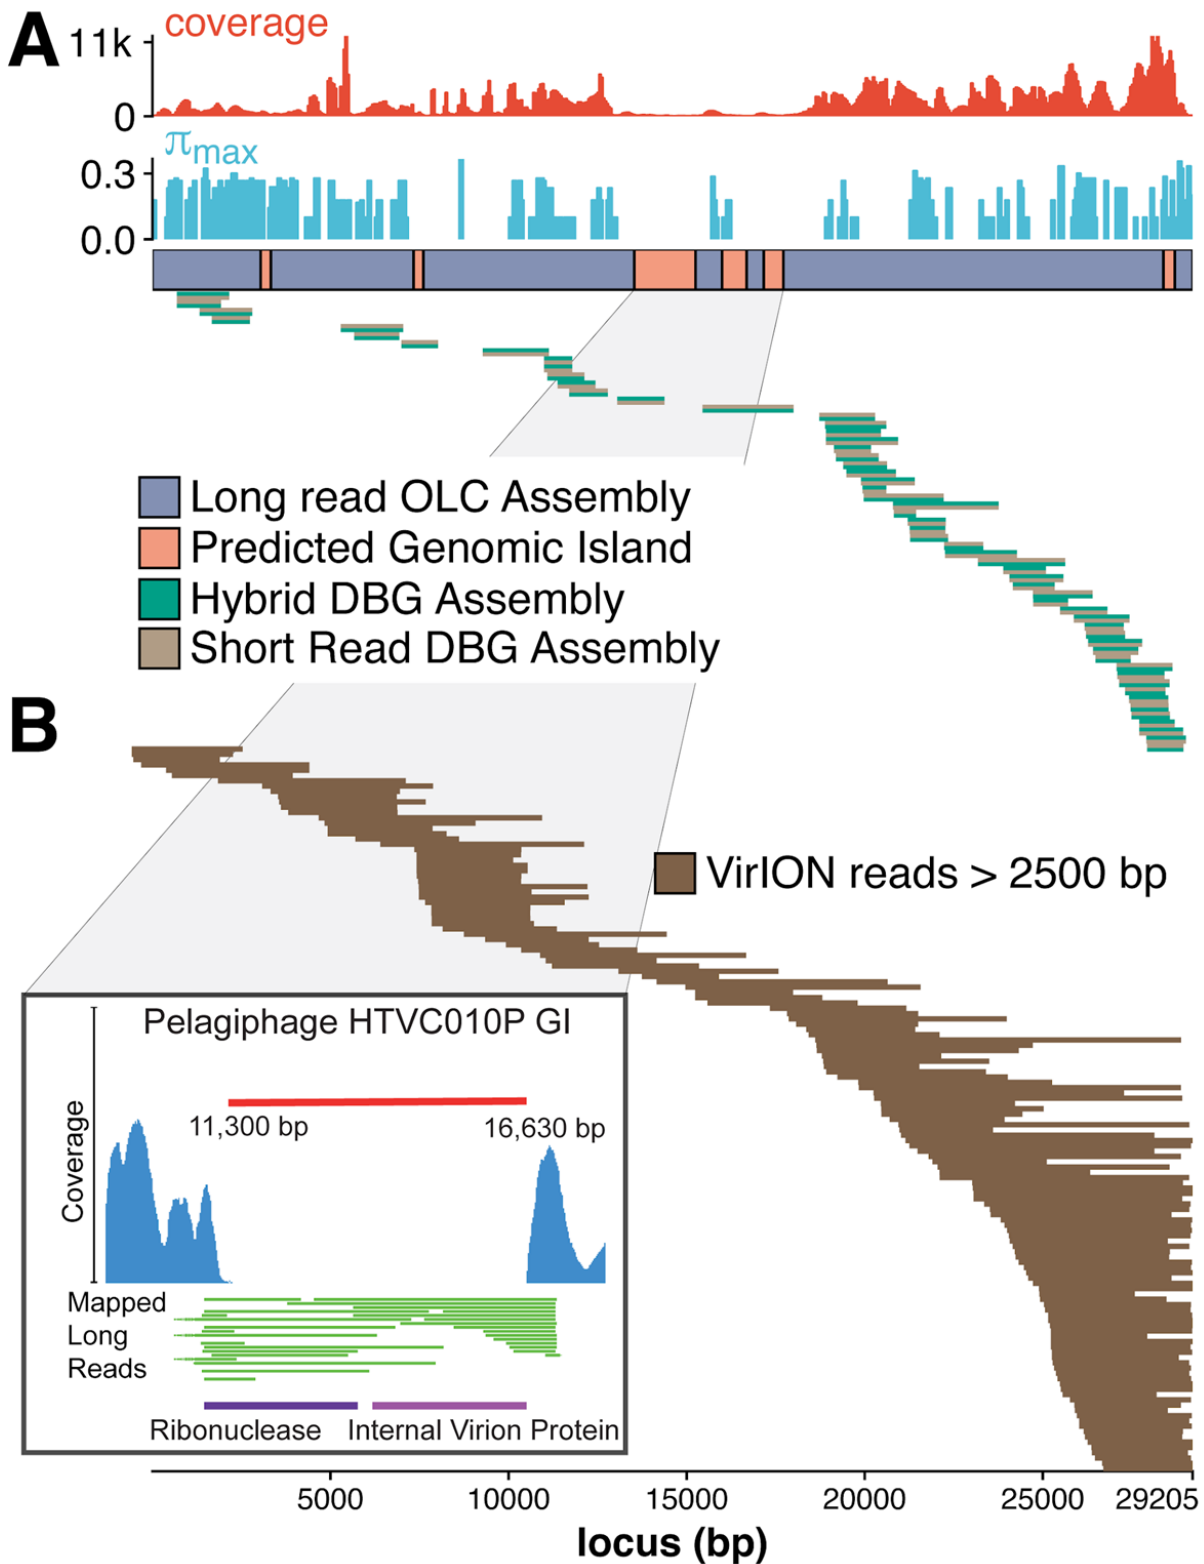 A
coverage
11k
0
πmax
0.3
0.0
Long read OLC Assembly
Predicted Genomic Island
Hybrid DBG Assembly
Short Read DBG Assembly
B
VirION reads > 2500 bp
Pelagiphage HTVC010P GI
Coverage
11,300 bp
16,630 bp
Mapped
Long
Reads
Ribonuclease
Internal Virion Protein
5000
10000
15000
20000
25000
29205
locus (bp)